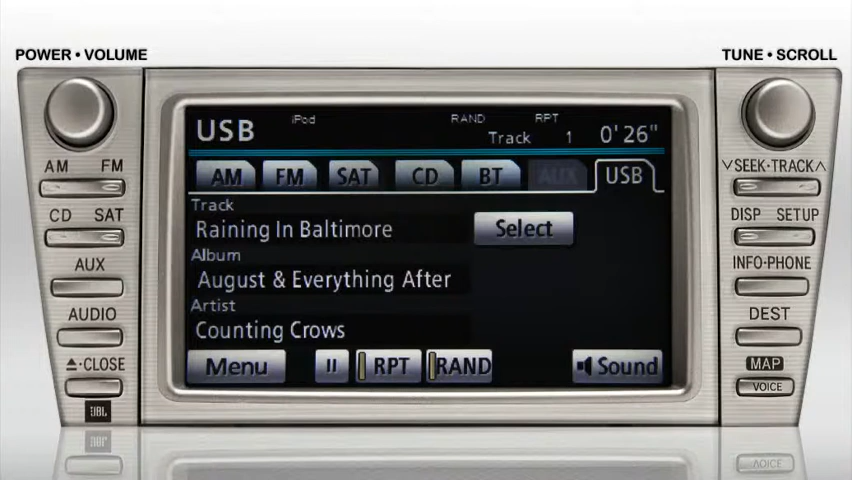 POWER • VOLUME
TUNE • SCROLL
USB
iPod
RAND
RPT
Track 1 0'26"
AM FM
AM FM SAT CD BT AUX USB
∨SEEK•TRACK∧
Track
CD SAT
Raining In Baltimore
Select
DISP SETUP
Album
AUX
August & Everything After
INFO•PHONE
Artist
AUDIO
Counting Crows
DEST
⏏•CLOSE
Menu II RPT RAND Sound
MAP
VOICE
JBL